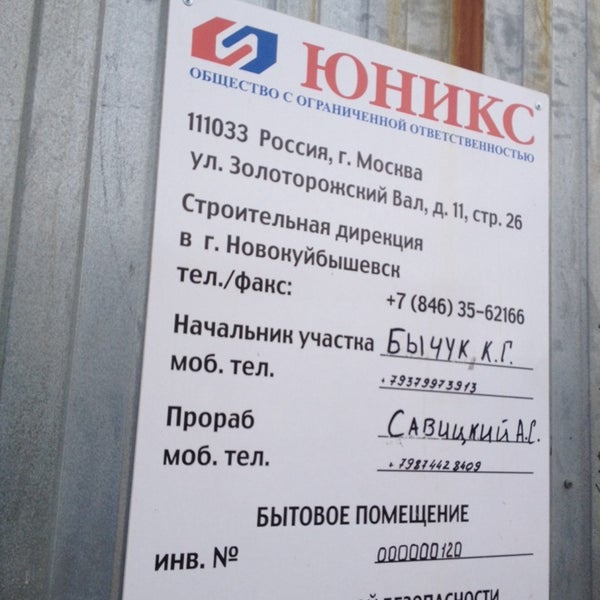 ЮНИКС
ОБЩЕСТВО С ОГРАНИЧЕННОЙ ОТВЕТСТВЕННОСТЬЮ
111033 Россия, г. Москва
ул. Золоторожский Вал, д. 11, стр. 26
Строительная дирекция
в г. Новокуйбышевск
тел./факс: +7 (846) 35-62166
Начальник участка БЫЧУК К.Г.
моб. тел. +79379973913
Прораб САВИЦКИЙ А.С.
моб. тел. +79874428409
БЫТОВОЕ ПОМЕЩЕНИЕ
инв. № 000000120
БЕЗОПАСНОСТИ